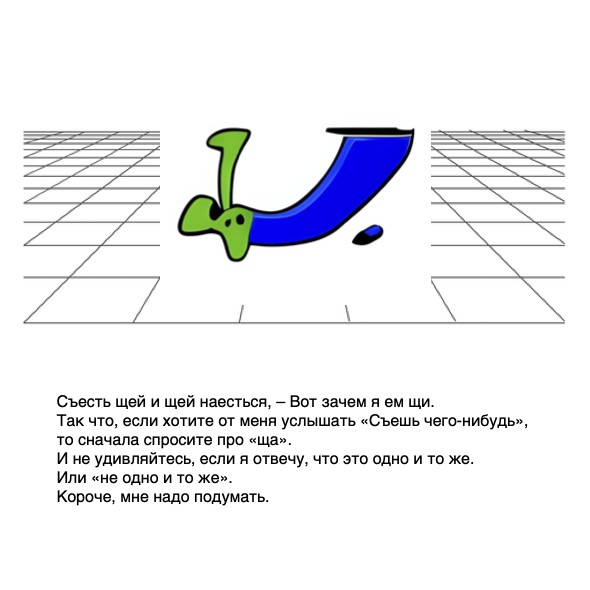 Съесть щей и щей наесться, – Вот зачем я ем щи.
Так что, если хотите от меня услышать «Съешь чего-нибудь»,
то сначала спросите про «ща».
И не удивляйтесь, если я отвечу, что это одно и то же.
Или «не одно и то же».
Короче, мне надо подумать.